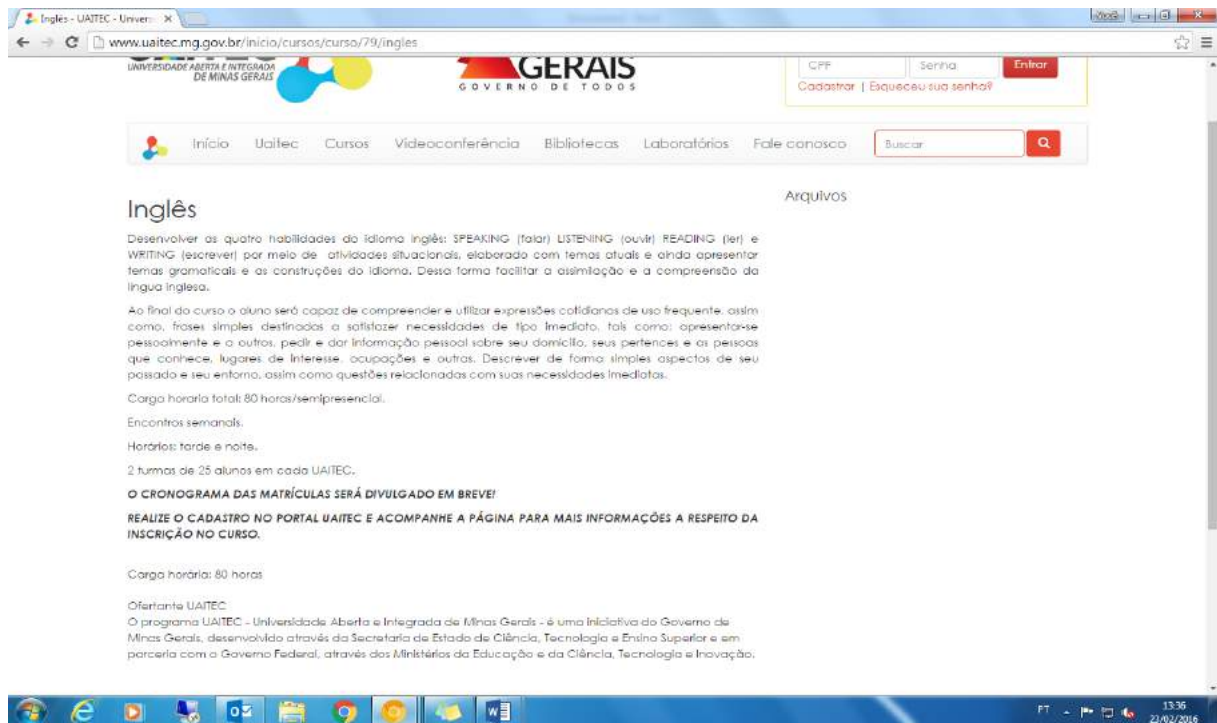 Inglês - UAITEC - Univers
www.uaitec.mg.gov.br/inicio/cursos/curso/79/ingles
UNIVERSIDADE ABERTA E INTEGRADA
DE MINAS GERAIS
GERAIS
GOVERNO DE TODOS
CPF Senha Entrar
Cadastrar | Esqueceu sua senha?
Início Uaitec Cursos Videoconferência Bibliotecas Laboratórios Fale conosco Buscar
Arquivos
Inglês
Desenvolver as quatro habilidades do idioma inglês: SPEAKING (falar) LISTENING (ouvir) READING (ler) e
WRITING (escrever) por meio de atividades situacionais, elaborado com temas atuais e ainda apresentar
temas gramaticais e as construções do idioma. Dessa forma facilitar a assimilação e a compreensão da
língua inglesa.
Ao final do curso o aluno será capaz de compreender e utilizar expressões cotidianas de uso frequente, assim
como, frases simples destinadas a satisfazer necessidades de tipo imediato, tais como: apresentar-se
pessoalmente e a outros, pedir e dar informação pessoal sobre seu domicílio, seus pertences e as pessoas
que conhece, lugares de interesse, ocupações e outras. Descrever de forma simples aspectos de seu
passado e seu entorno, assim como questões relacionadas com suas necessidades imediatas.
Carga horaria total: 80 horas/semipresencial.
Encontros semanais.
Horários: tarde e noite.
2 turmas de 25 alunos em cada UAITEC.
O CRONOGRAMA DAS MATRÍCULAS SERÁ DIVULGADO EM BREVE!
REALIZE O CADASTRO NO PORTAL UAITEC E ACOMPANHE A PÁGINA PARA MAIS INFORMAÇÕES A RESPEITO DA
INSCRIÇÃO NO CURSO.
Carga horária: 80 horas
Ofertante UAITEC
O programa UAITEC - Universidade Aberta e Integrada de Minas Gerais - é uma iniciativa do Governo de
Minas Gerais, desenvolvido através da Secretaria de Estado de Ciência, Tecnologia e Ensino Superior e em
parceria com o Governo Federal, através dos Ministérios da Educação e da Ciência, Tecnologia e Inovação.
PT 13:36
23/02/2016